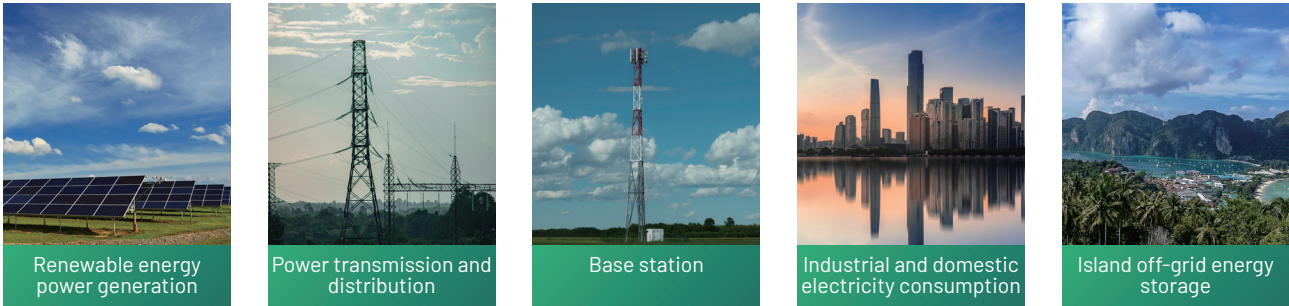 Renewable energy
power generation
Power transmission and
distribution
Base station
Industrial and domestic
electricity consumption
Island off-grid energy
storage